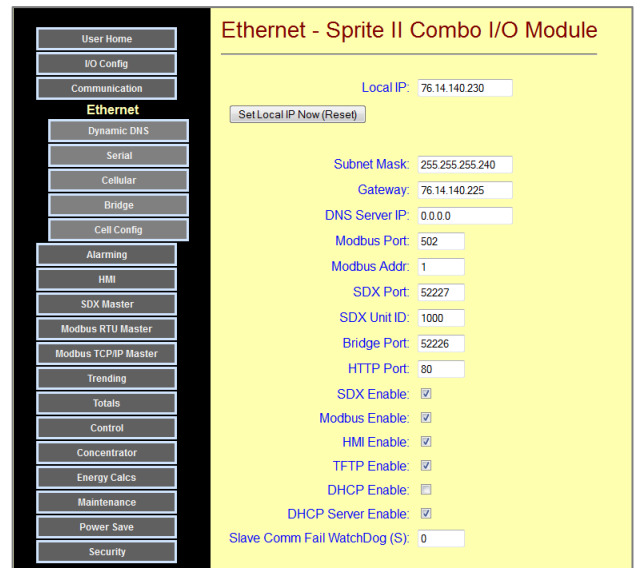 User Home
I/O Config
Communication
Ethernet
Dynamic DNS
Serial
Cellular
Bridge
Cell Config
Alarming
HMI
SDX Master
Modbus RTU Master
Modbus TCP/IP Master
Trending
Totals
Control
Concentrator
Energy Calcs
Maintenance
Power Save
Security
Ethernet - Sprite II Combo I/O Module
Local IP: 76.14.140.230
Set Local IP Now (Reset)
Subnet Mask: 255.255.255.240
Gateway: 76.14.140.225
DNS Server IP: 0.0.0.0
Modbus Port: 502
Modbus Addr: 1
SDX Port: 52227
SDX Unit ID: 1000
Bridge Port: 52226
HTTP Port: 80
SDX Enable:
Modbus Enable:
HMI Enable:
TFTP Enable:
DHCP Enable:
DHCP Server Enable:
Slave Comm Fail WatchDog (S): 0